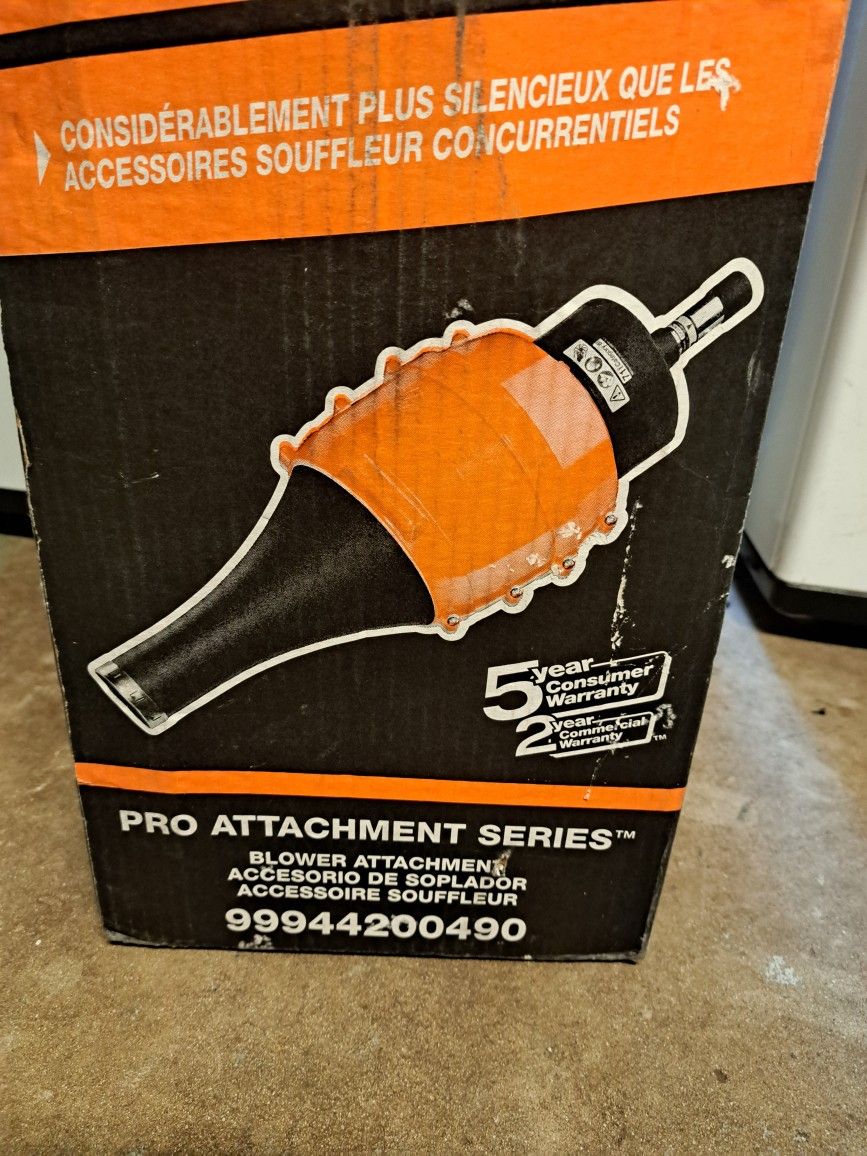 CONSIDÉRABLEMENT PLUS SILENCIEUX QUE LES
ACCESSOIRES SOUFFLEUR CONCURRENTIELS
5 year
Consumer
Warranty
2 year
Commercial
Warranty TM
PRO ATTACHMENT SERIES™
BLOWER ATTACHMENT
ACCESORIO DE SOPLADOR
ACCESSOIRE SOUFFLEUR
99944200490